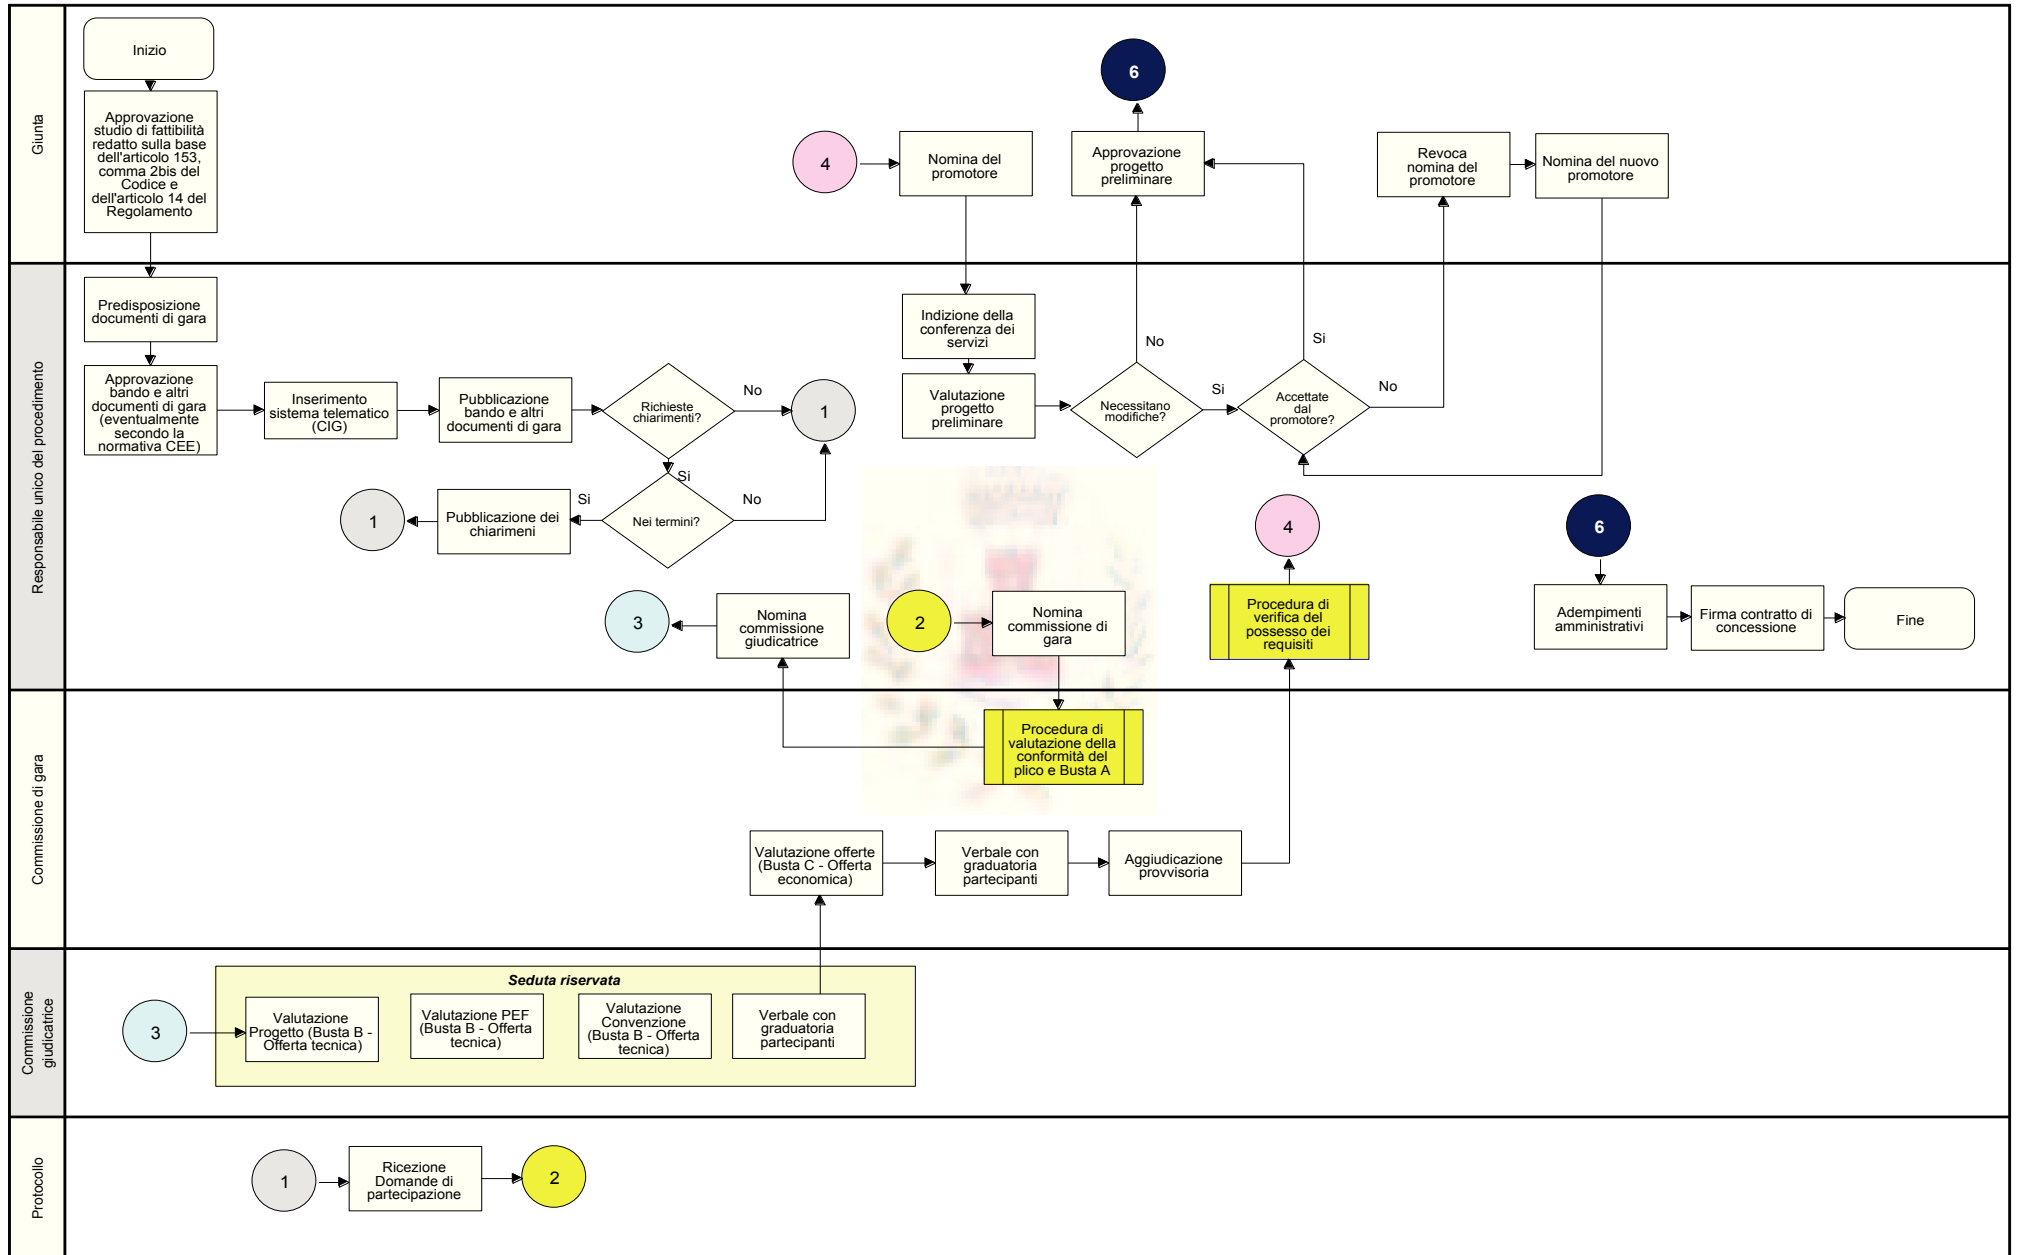 Giunta
Inizio
Approvazione
studio di fattibilità
redatto sulla base
dell'articolo 153,
comma 2bis del
Codice e
dell'articolo 14 del
Regolamento
4
Nomina del
promotore
6
Approvazione
progetto
preliminare
Revoca
nomina del
promotore
Nomina del nuovo
promotore
Responsabile unico del procedimento
Predisposizione
documenti di gara
Approvazione
bando e altri
documenti di gara
(eventualmente
secondo la
normativa CEE)
Inserimento
sistema telematico
(CIG)
Pubblicazione
bando e altri
documenti di gara
Richieste
chiarimenti?
No
1
Si
Nei termini?
No
Si
Pubblicazione dei
chiarimeni
1
Indizione della
conferenza dei
servizi
Valutazione
progetto
preliminare
Necessitano
modifiche?
No
Si
Accettate
dal
promotore?
Si
No
3
Nomina
commissione
giudicatrice
2
Nomina
commissione di
gara
4
Procedura di
verifica del
possesso dei
requisiti
6
Adempimenti
amministrativi
Firma contratto di
concessione
Fine
Commissione di gara
Procedura di
valutazione della
conformità del
plico e Busta A
Valutazione offerte
(Busta C - Offerta
economica)
Verbale con
graduatoria
partecipanti
Aggiudicazione
provvisoria
Commissione
giudicatrice
Seduta riservata
3
Valutazione
Progetto (Busta B -
Offerta tecnica)
Valutazione PEF
(Busta B - Offerta
tecnica)
Valutazione
Convenzione
(Busta B - Offerta
tecnica)
Verbale con
graduatoria
partecipanti
Protocollo
1
Ricezione
Domande di
partecipazione
2